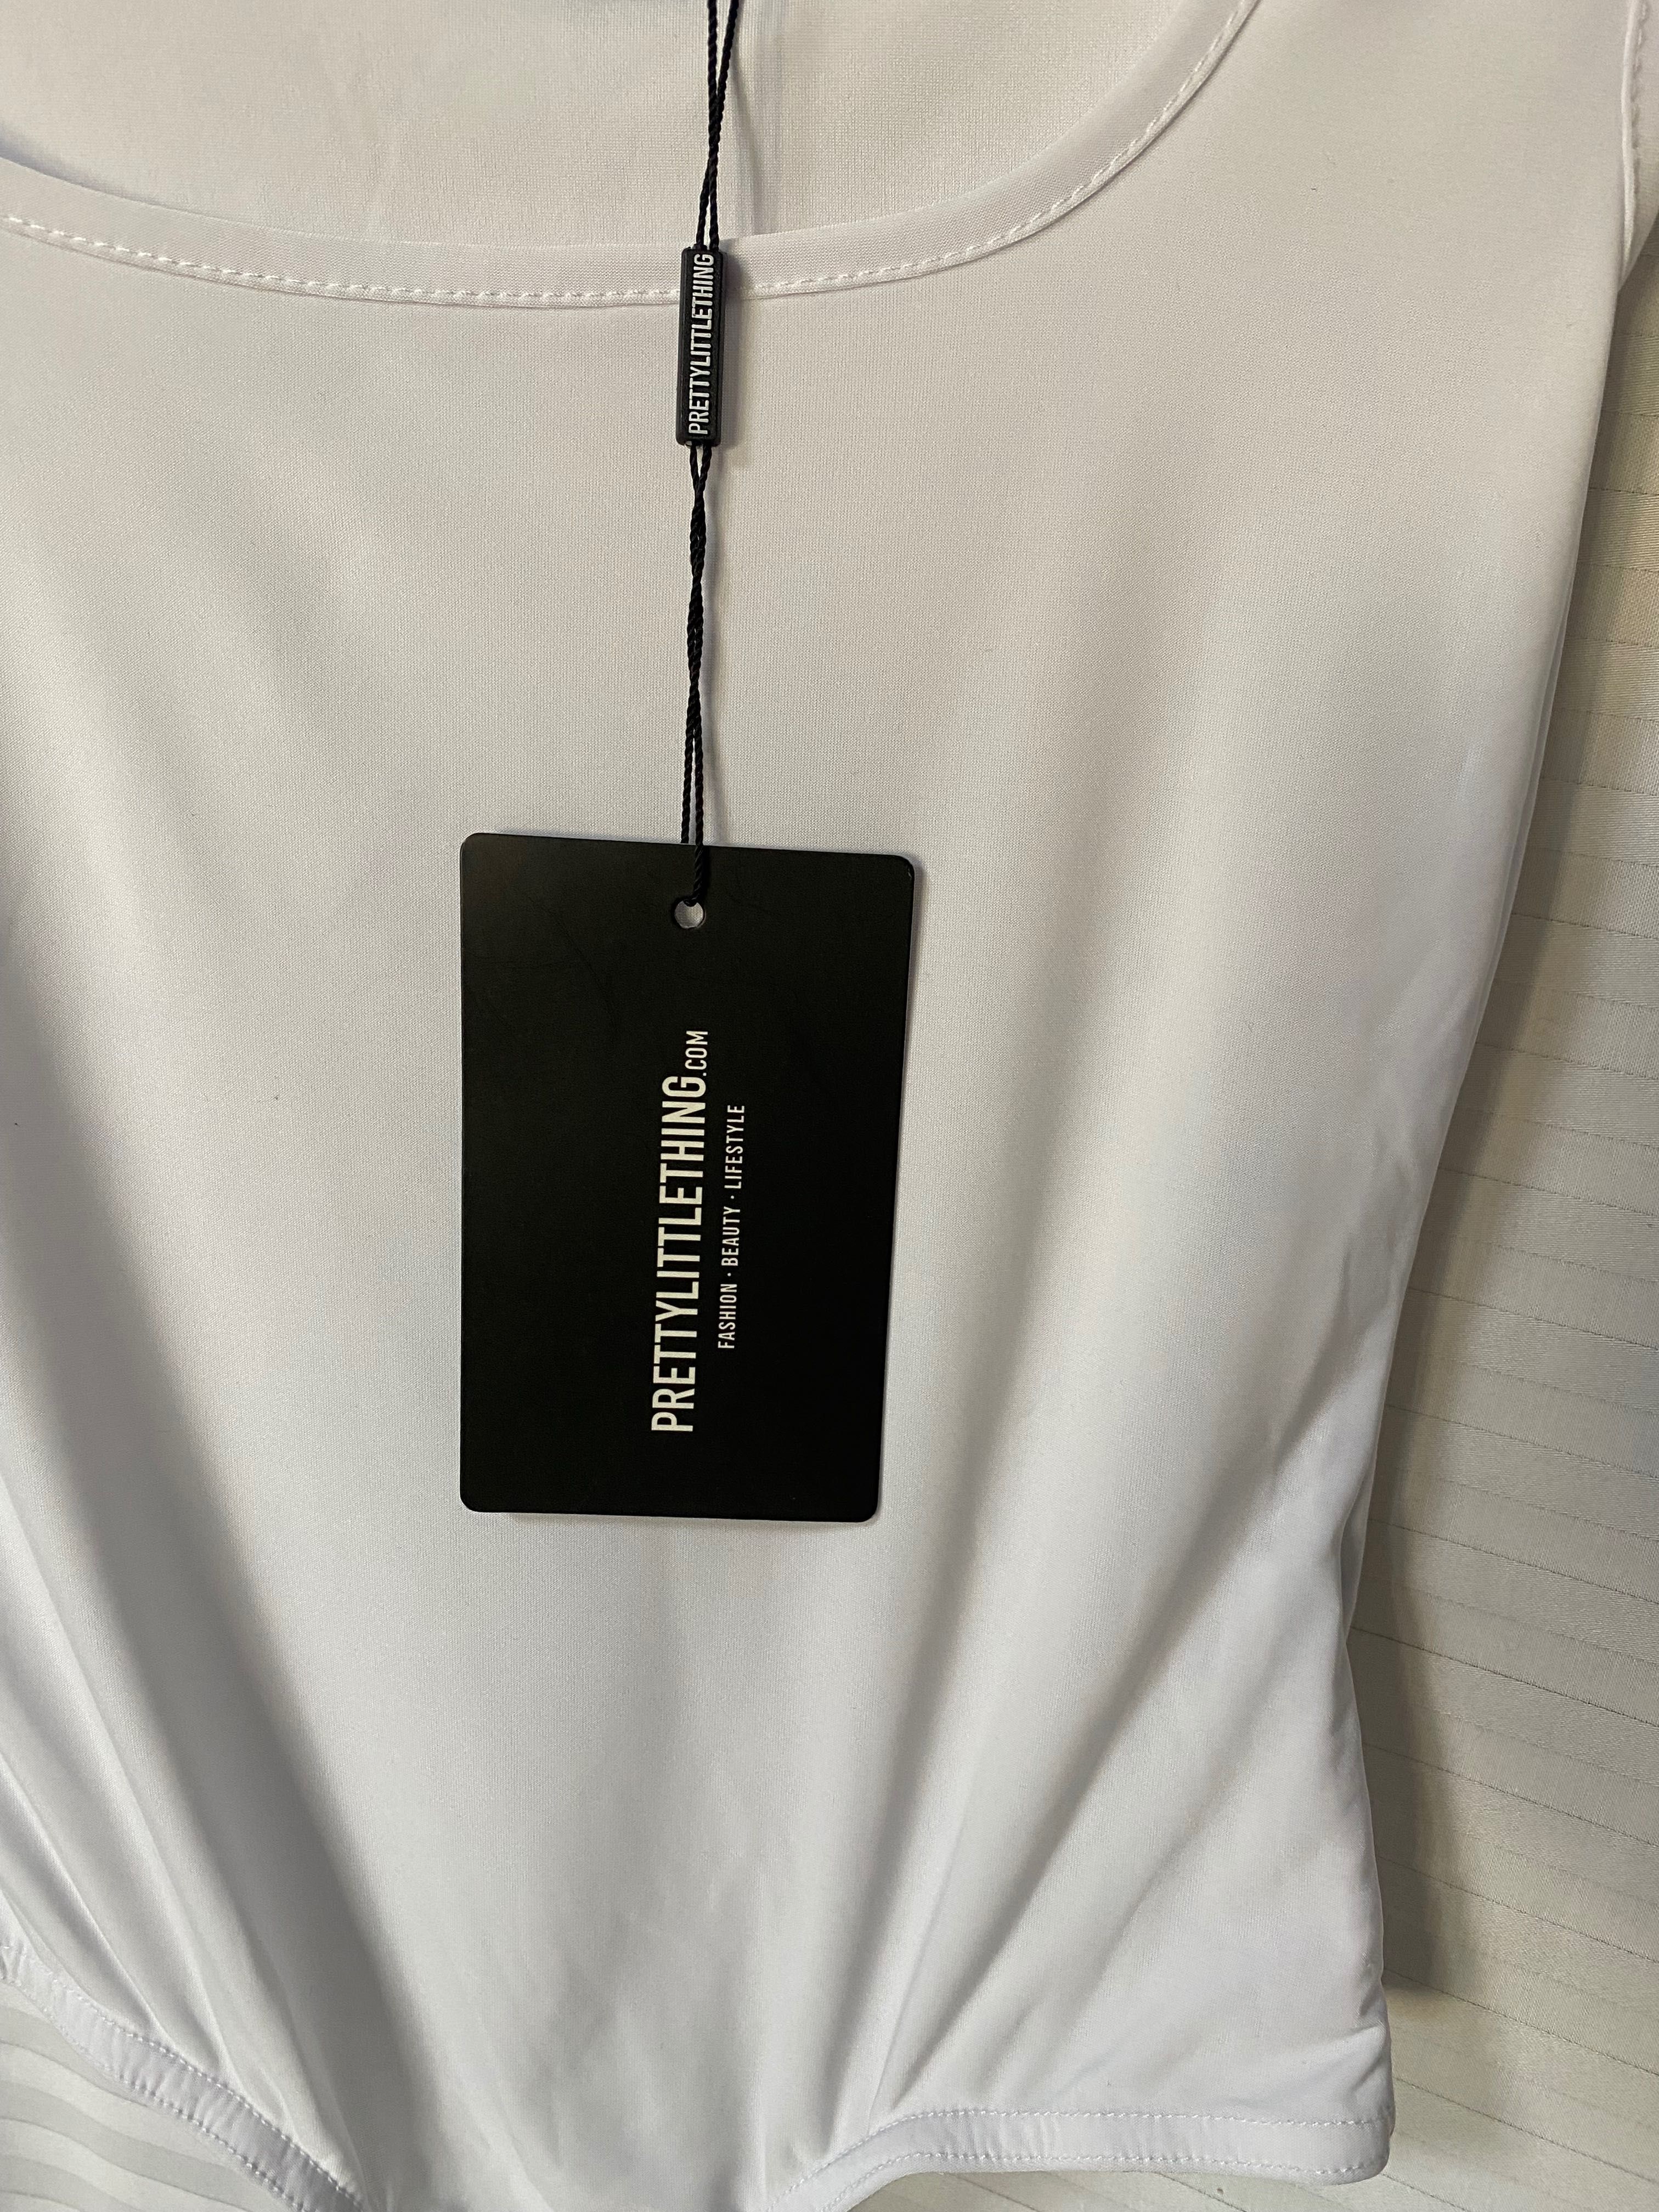 PRETTYLITTLETHING
PRETTYLITTLETHING.COM
FASHION · BEAUTY · LIFESTYLE